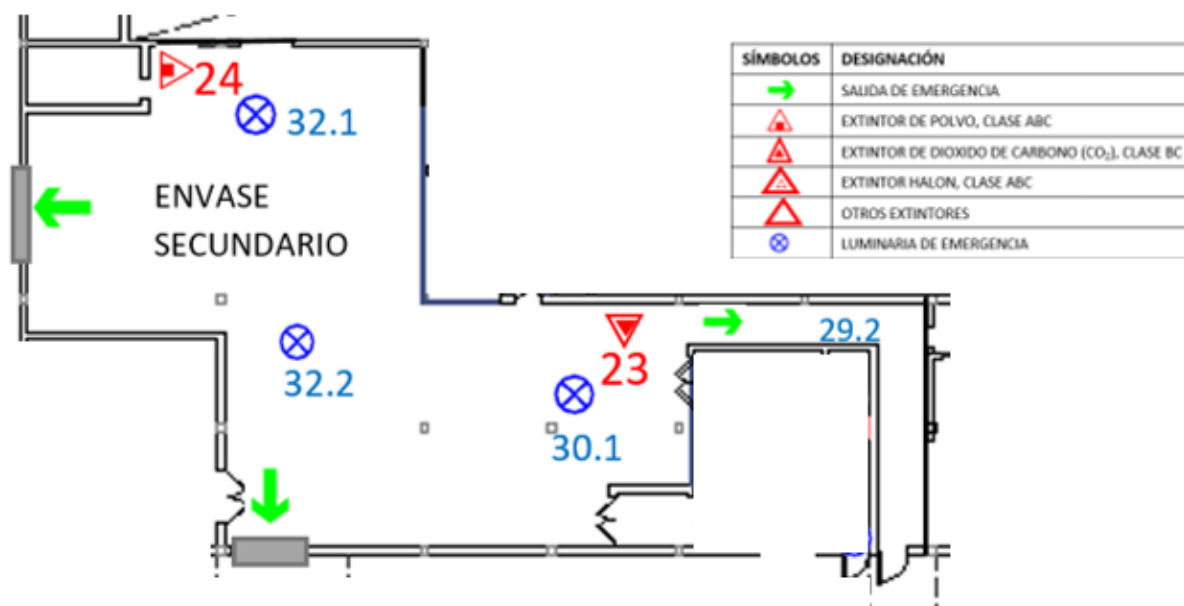 24
32.1
ENVASE
SECUNDARIO
32.2
23
30.1
29.2
SÍMBOLOS DESIGNACIÓN
SALIDA DE EMERGENCIA
EXTINTOR DE POLVO, CLASE ABC
EXTINTOR DE DIOXIDO DE CARBONO (CO₂), CLASE BC
EXTINTOR HALON, CLASE ABC
OTROS EXTINTORES
LUMINARIA DE EMERGENCIA